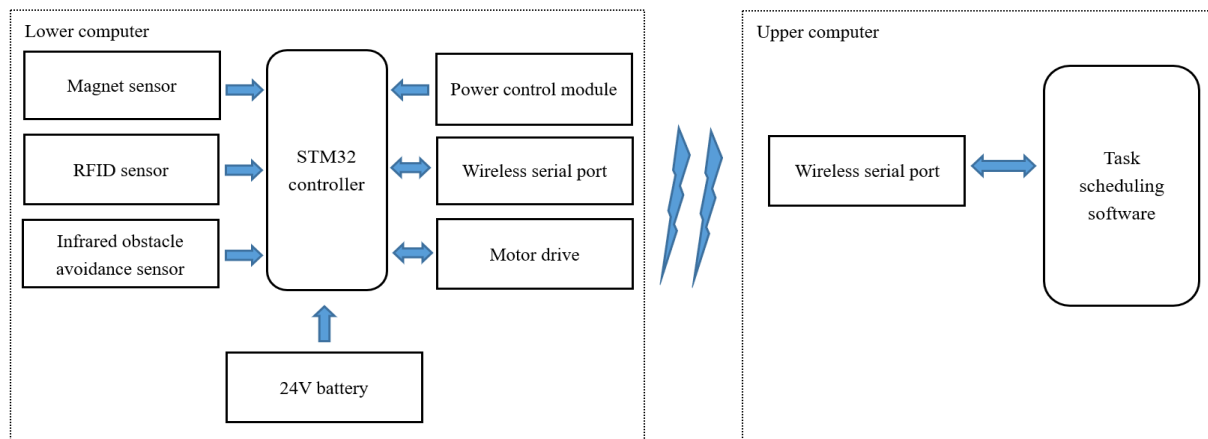 Lower computer
Magnet sensor
RFID sensor
Infrared obstacle
avoidance sensor
STM32
controller
Power control module
Wireless serial port
Motor drive
24V battery
Upper computer
Wireless serial port
Task
scheduling
software